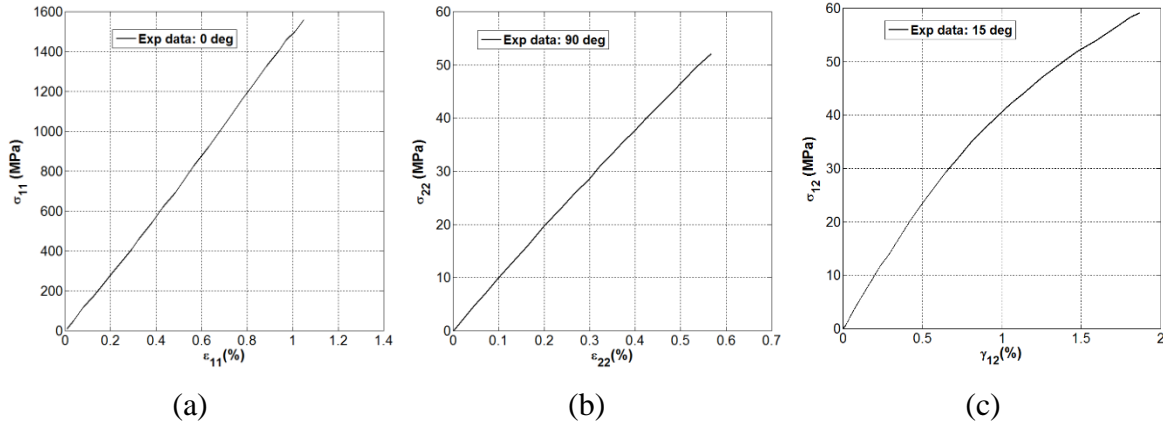 1600
1400
1200
1000
800
600
400
200
0
σ11 (MPa)
Exp data: 0 deg
0 0.2 0.4 0.6 0.8 1 1.2 1.4
ε11(%)
(a)
60
50
40
30
20
10
0
σ22 (MPa)
Exp data: 90 deg
0 0.1 0.2 0.3 0.4 0.5 0.6 0.7
ε22(%)
(b)
60
50
40
30
20
10
0
σ12 (MPa)
Exp data: 15 deg
0 0.5 1 1.5 2
γ12(%)
(c)